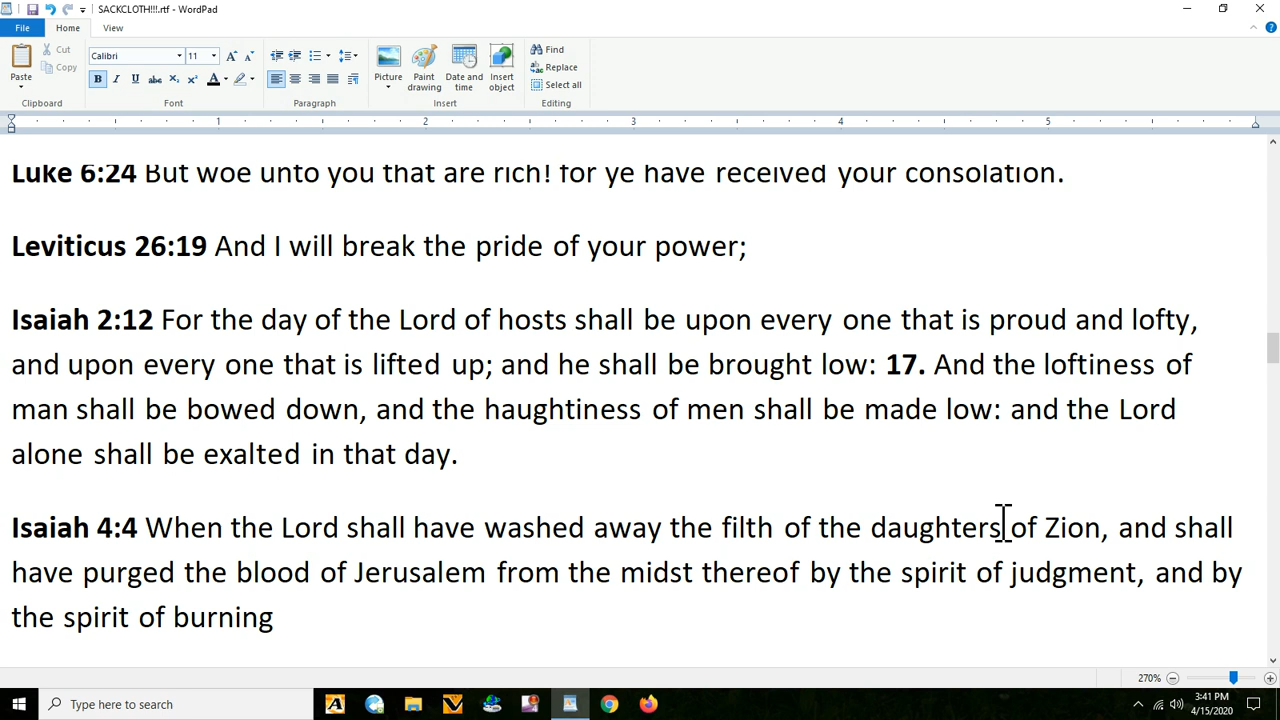 SACKCLOTH!!!.rtf - WordPad
File Home View
Paste Cut Copy
Calibri 11
Picture Paint drawing Date and time Insert object
Find Replace Select all
Clipboard Font Paragraph Insert Editing
1 2 3 4 5
Luke 6:24 But woe unto you that are rich! for ye have received your consolation.
Leviticus 26:19 And I will break the pride of your power;
Isaiah 2:12 For the day of the Lord of hosts shall be upon every one that is proud and lofty,
and upon every one that is lifted up; and he shall be brought low: 17. And the loftiness of
man shall be bowed down, and the haughtiness of men shall be made low: and the Lord
alone shall be exalted in that day.
Isaiah 4:4 When the Lord shall have washed away the filth of the daughters of Zion, and shall
have purged the blood of Jerusalem from the midst thereof by the spirit of judgment, and by
the spirit of burning
270%
Type here to search
3:41 PM
4/15/2020